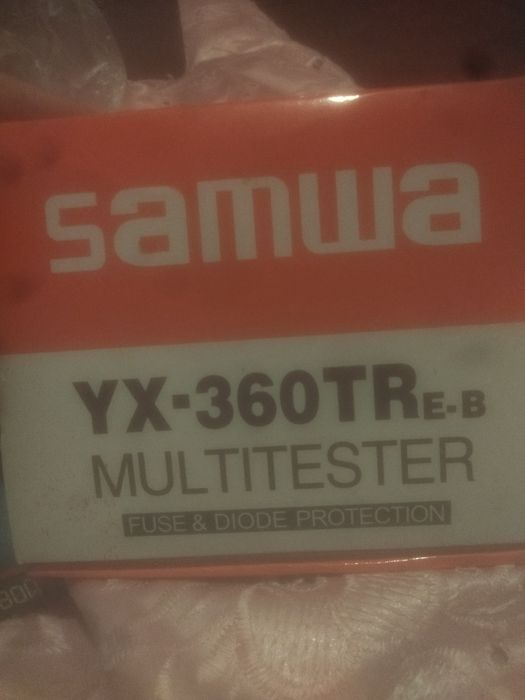 samwa
YX-360TRE-B
MULTITESTER
FUSE & DIODE PROTECTION